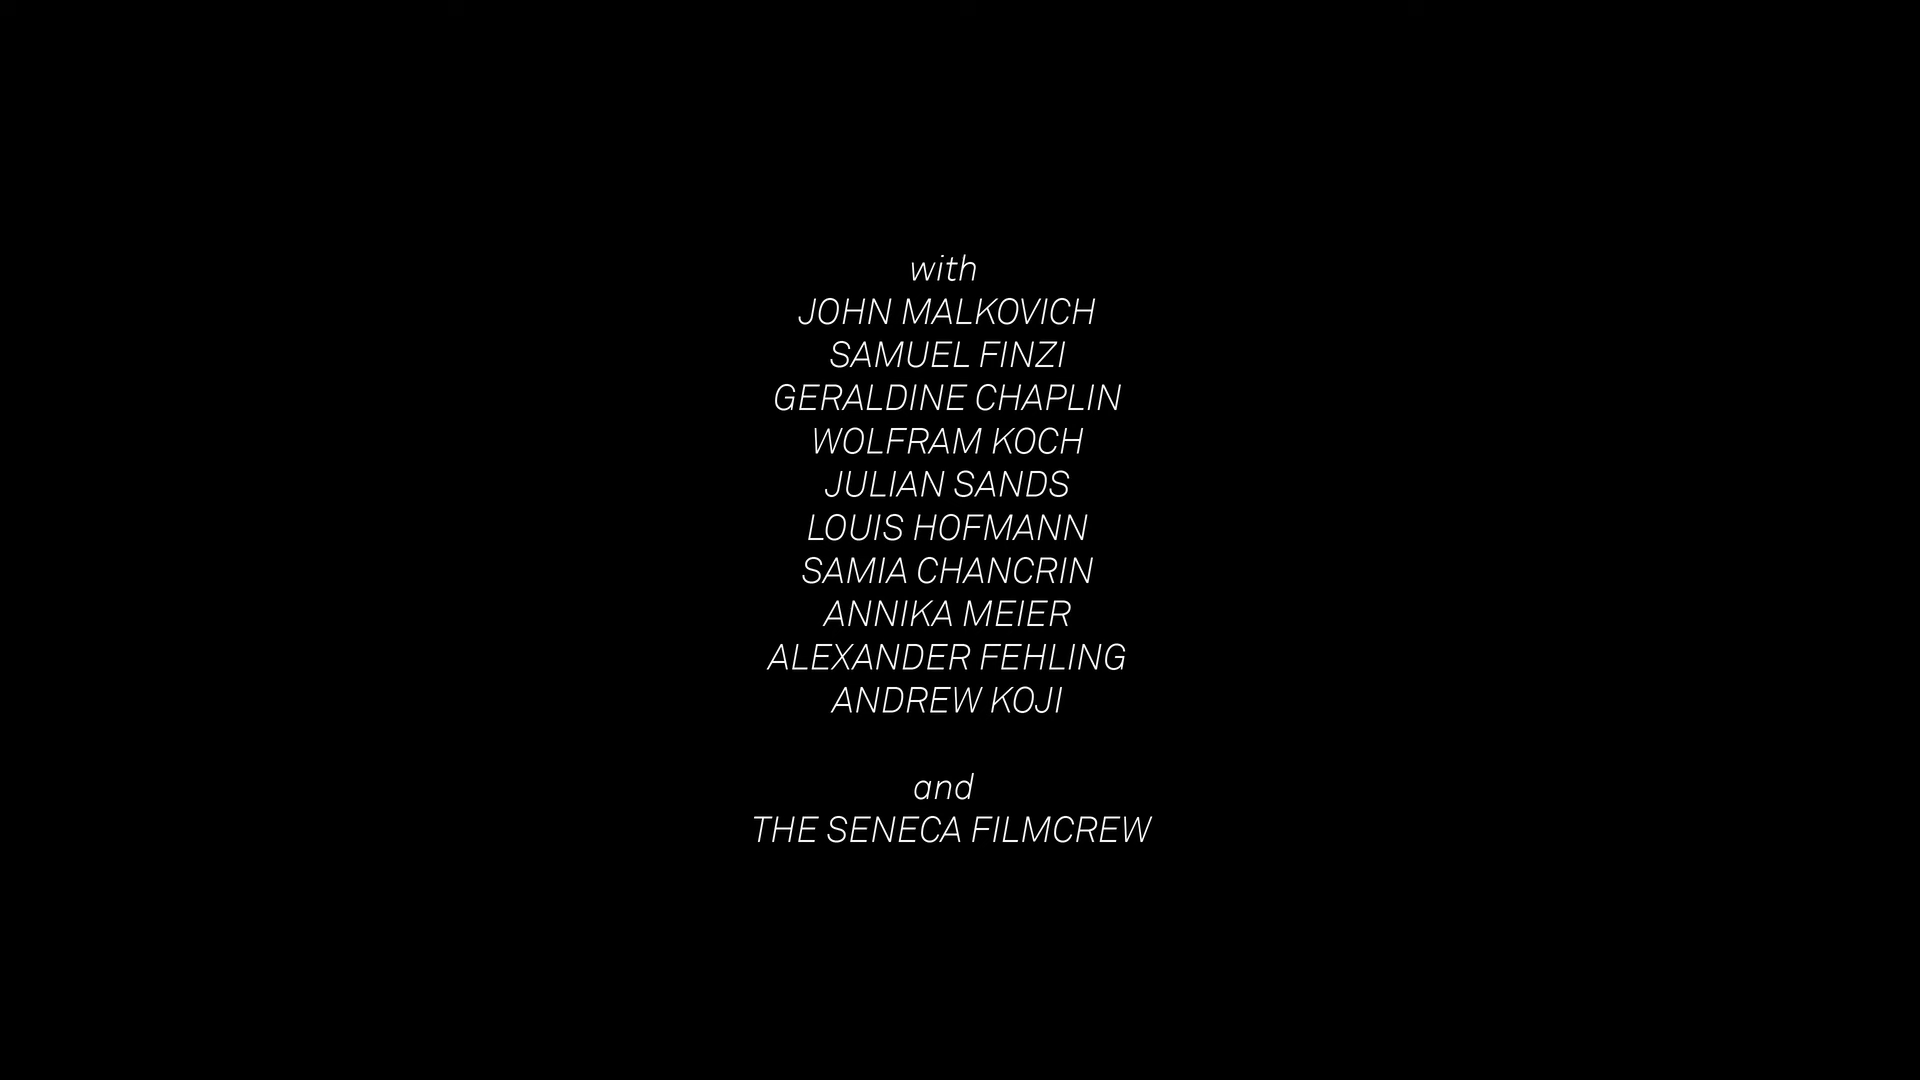 with
JOHN MALKOVICH
SAMUEL FINZI
GERALDINE CHAPLIN
WOLFRAM KOCH
JULIAN SANDS
LOUIS HOFMANN
SAMIA CHANCRIN
ANNIKA MEIER
ALEXANDER FEHLING
ANDREW KOJI
and
THE SENECA FILMCREW